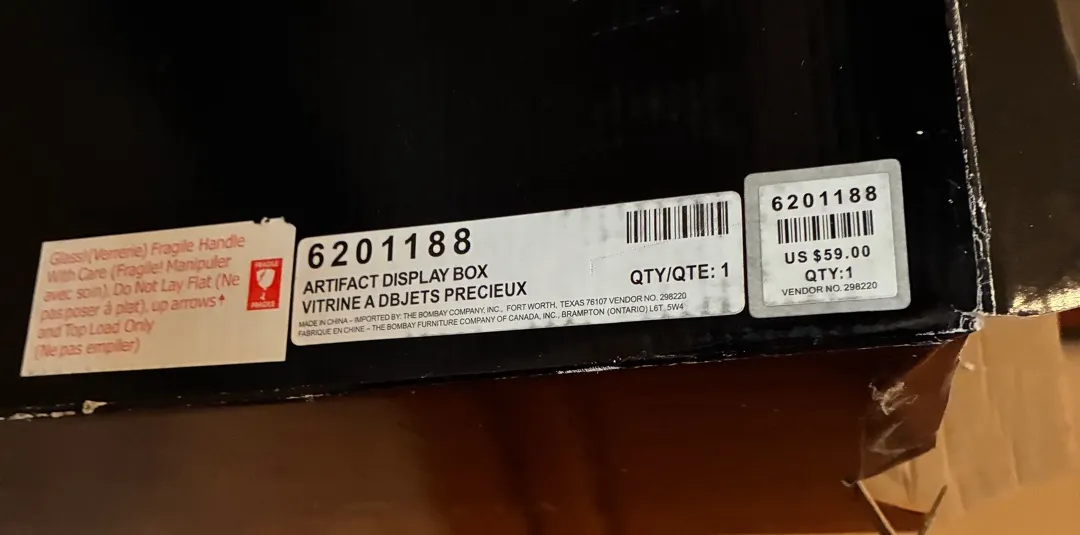 Glass!(Verrerie) Fragile Handle
With Care (Fragile! Manipuler
avec soin), Do Not Lay Flat (Ne
pas poser à plat), up arrows↑
and Top Load Only
(Ne pas empiler)
FRAGILE
FRAGILE
6201188
ARTIFACT DISPLAY BOX
VITRINE A DBJETS PRECIEUX
QTY/QTE: 1
MADE IN CHINA – IMPORTED BY: THE BOMBAY COMPANY, INC., FORT WORTH, TEXAS 76107 VENDOR NO. 298220
FABRIQUE EN CHINE – THE BOMBAY FURNITURE COMPANY OF CANADA, INC., BRAMPTON (ONTARIO) L6T 5W4
6201188
US $59.00
QTY:1
VENDOR NO. 298220